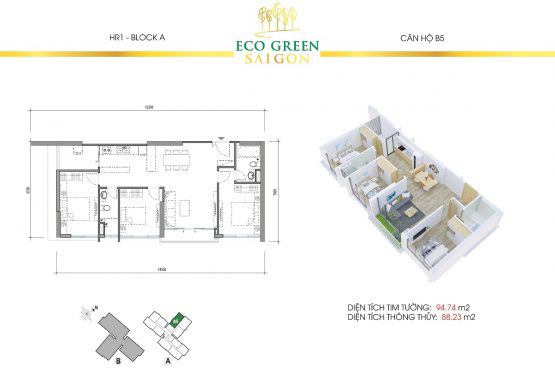 HR1 - BLOCK A
ECO GREEN
SAIGON
CĂN HỘ B5
DIỆN TÍCH TIM TƯỜNG: 94.74 m2
DIỆN TÍCH THÔNG THỦY: 88.23 m2
N
B
A